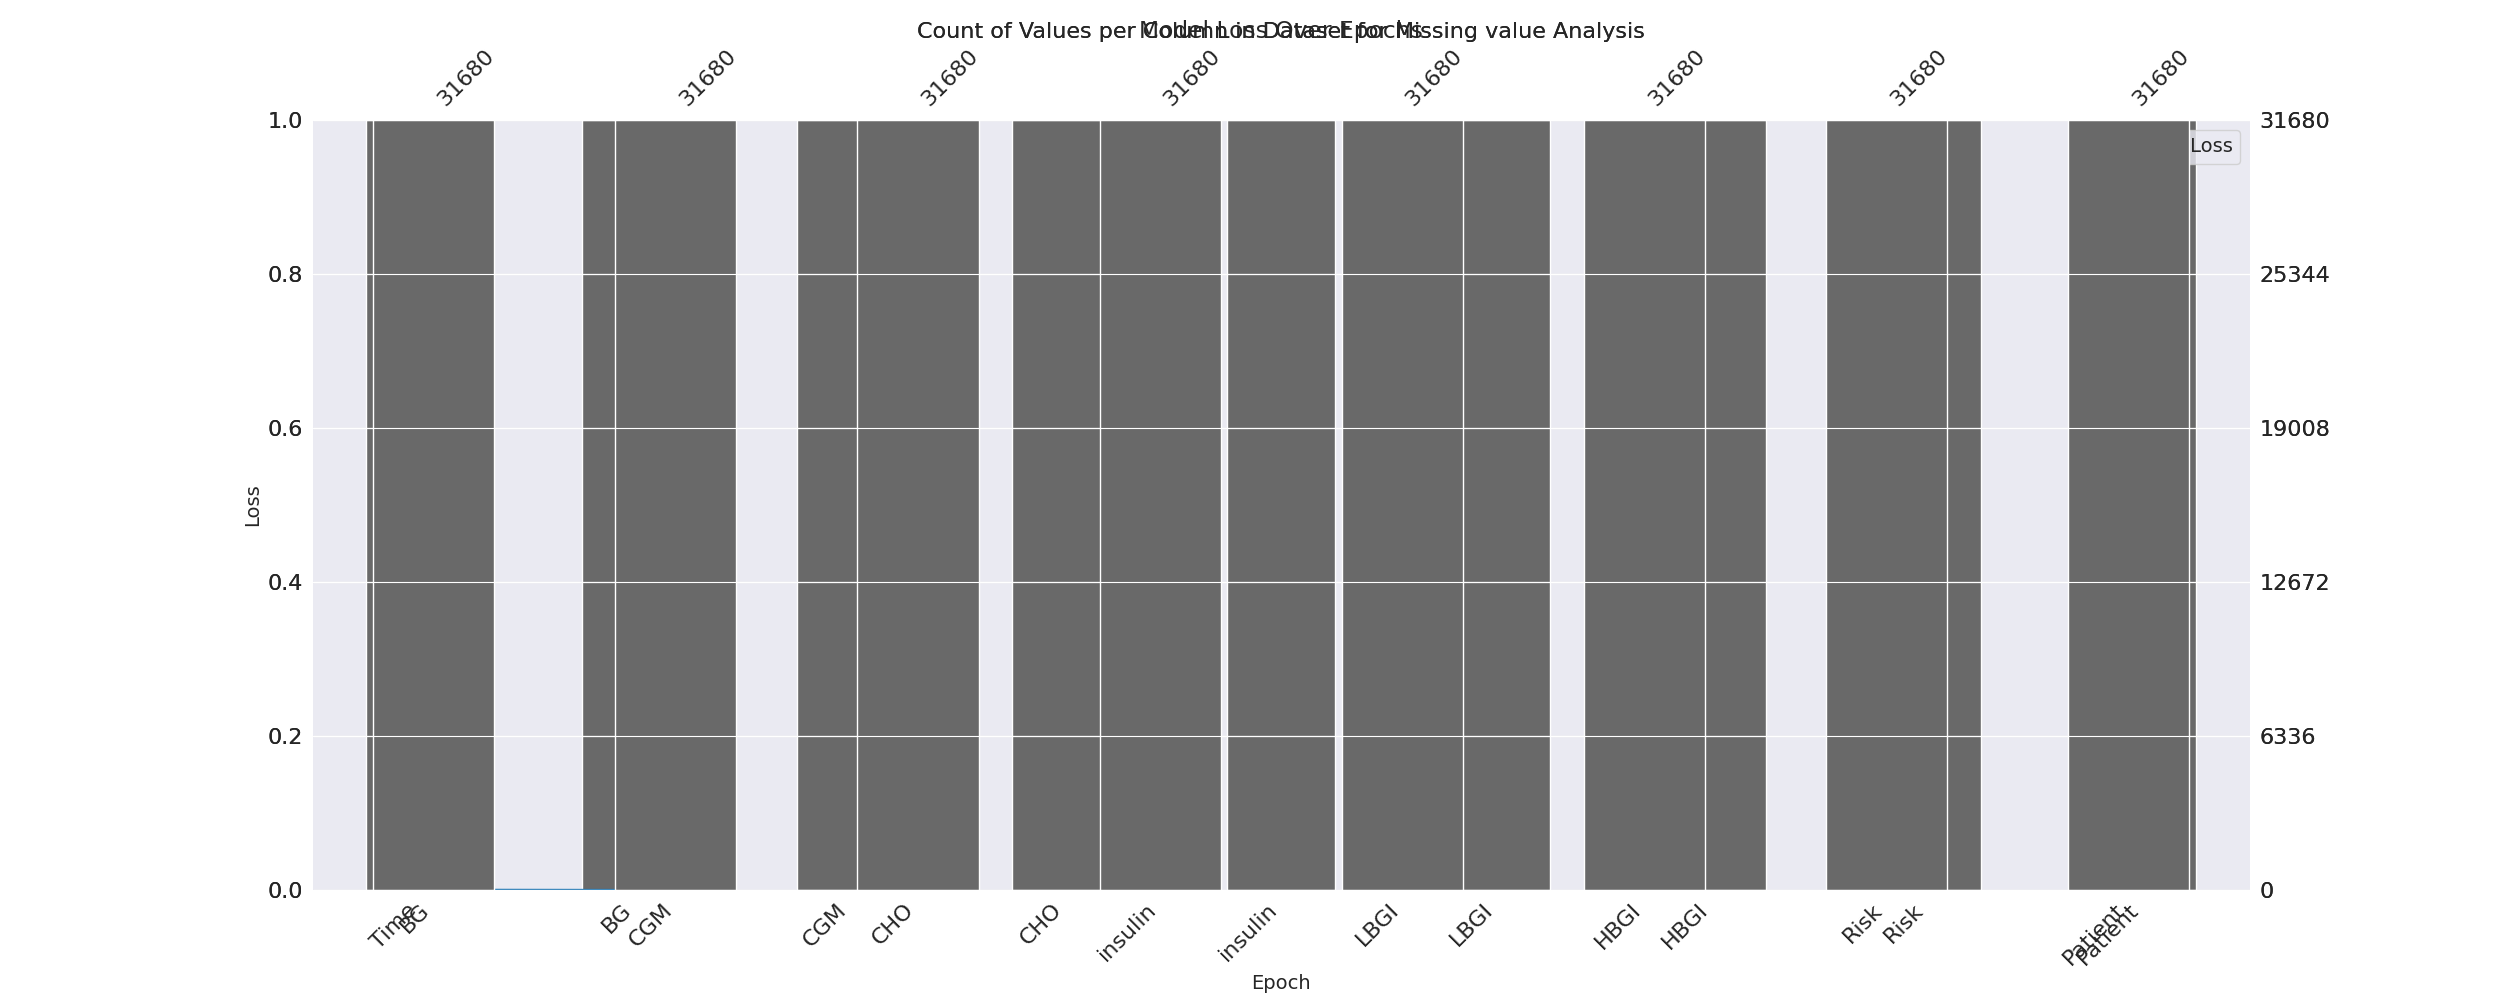 Count of Values per Column in Dataset for Missing value Analysis
Model Loss Over Epochs
31680 31680 31680 31680 31680 31680 31680 31680
1.0 31680
Loss
0.8 25344
0.6 19008
Loss
0.4 12672
0.2 6336
0.0 0
Time BG BG CGM CGM CHO CHO insulin insulin LBGI LBGI HBGI HBGI Risk Risk Patient Patient
Epoch